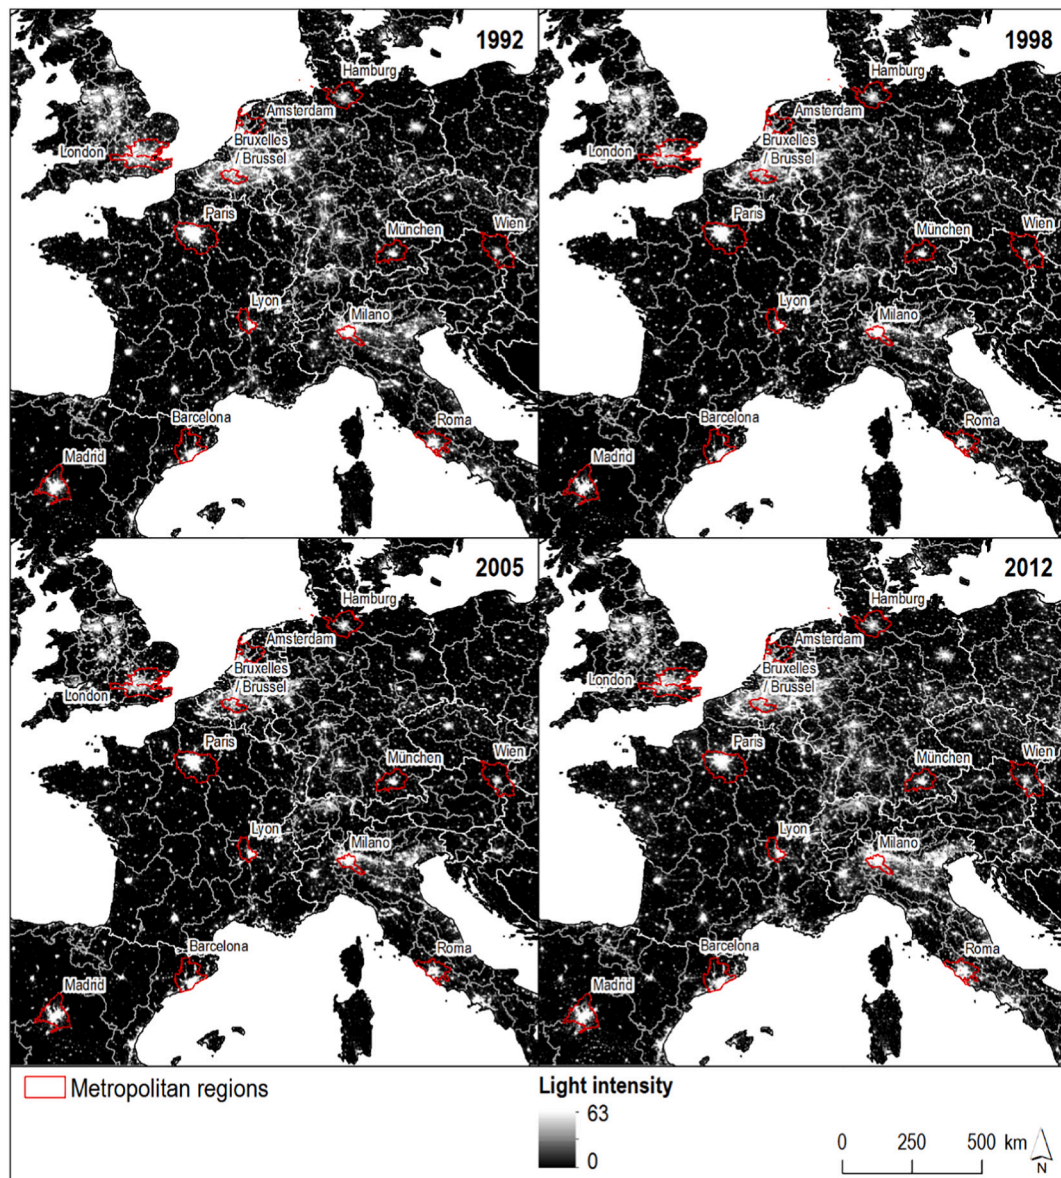 1992
Hamburg
Amsterdam
Bruxelles
/ Brussel
London
Paris
München
Wien
Lyon
Milano
Barcelona
Roma
Madrid
1998
Hamburg
Amsterdam
Bruxelles
/ Brussel
London
Paris
München
Wien
Lyon
Milano
Barcelona
Roma
Madrid
2005
Hamburg
Amsterdam
Bruxelles
/ Brussel
London
Paris
München
Wien
Lyon
Milano
Barcelona
Roma
Madrid
2012
Hamburg
Amsterdam
Bruxelles
/ Brussel
London
Paris
München
Wien
Lyon
Milano
Barcelona
Roma
Madrid
Metropolitan regions
Light intensity
63
0
0 250 500 km
N